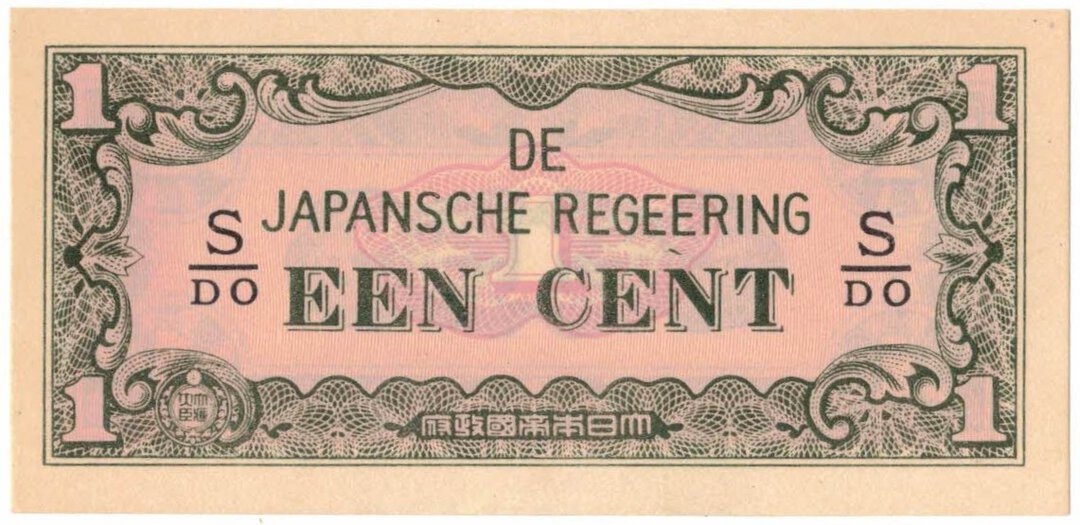 1
1
DE
JAPANSCHE REGEERING
S
DO
EEN CENT
S
DO
1
大日本帝國政府
1